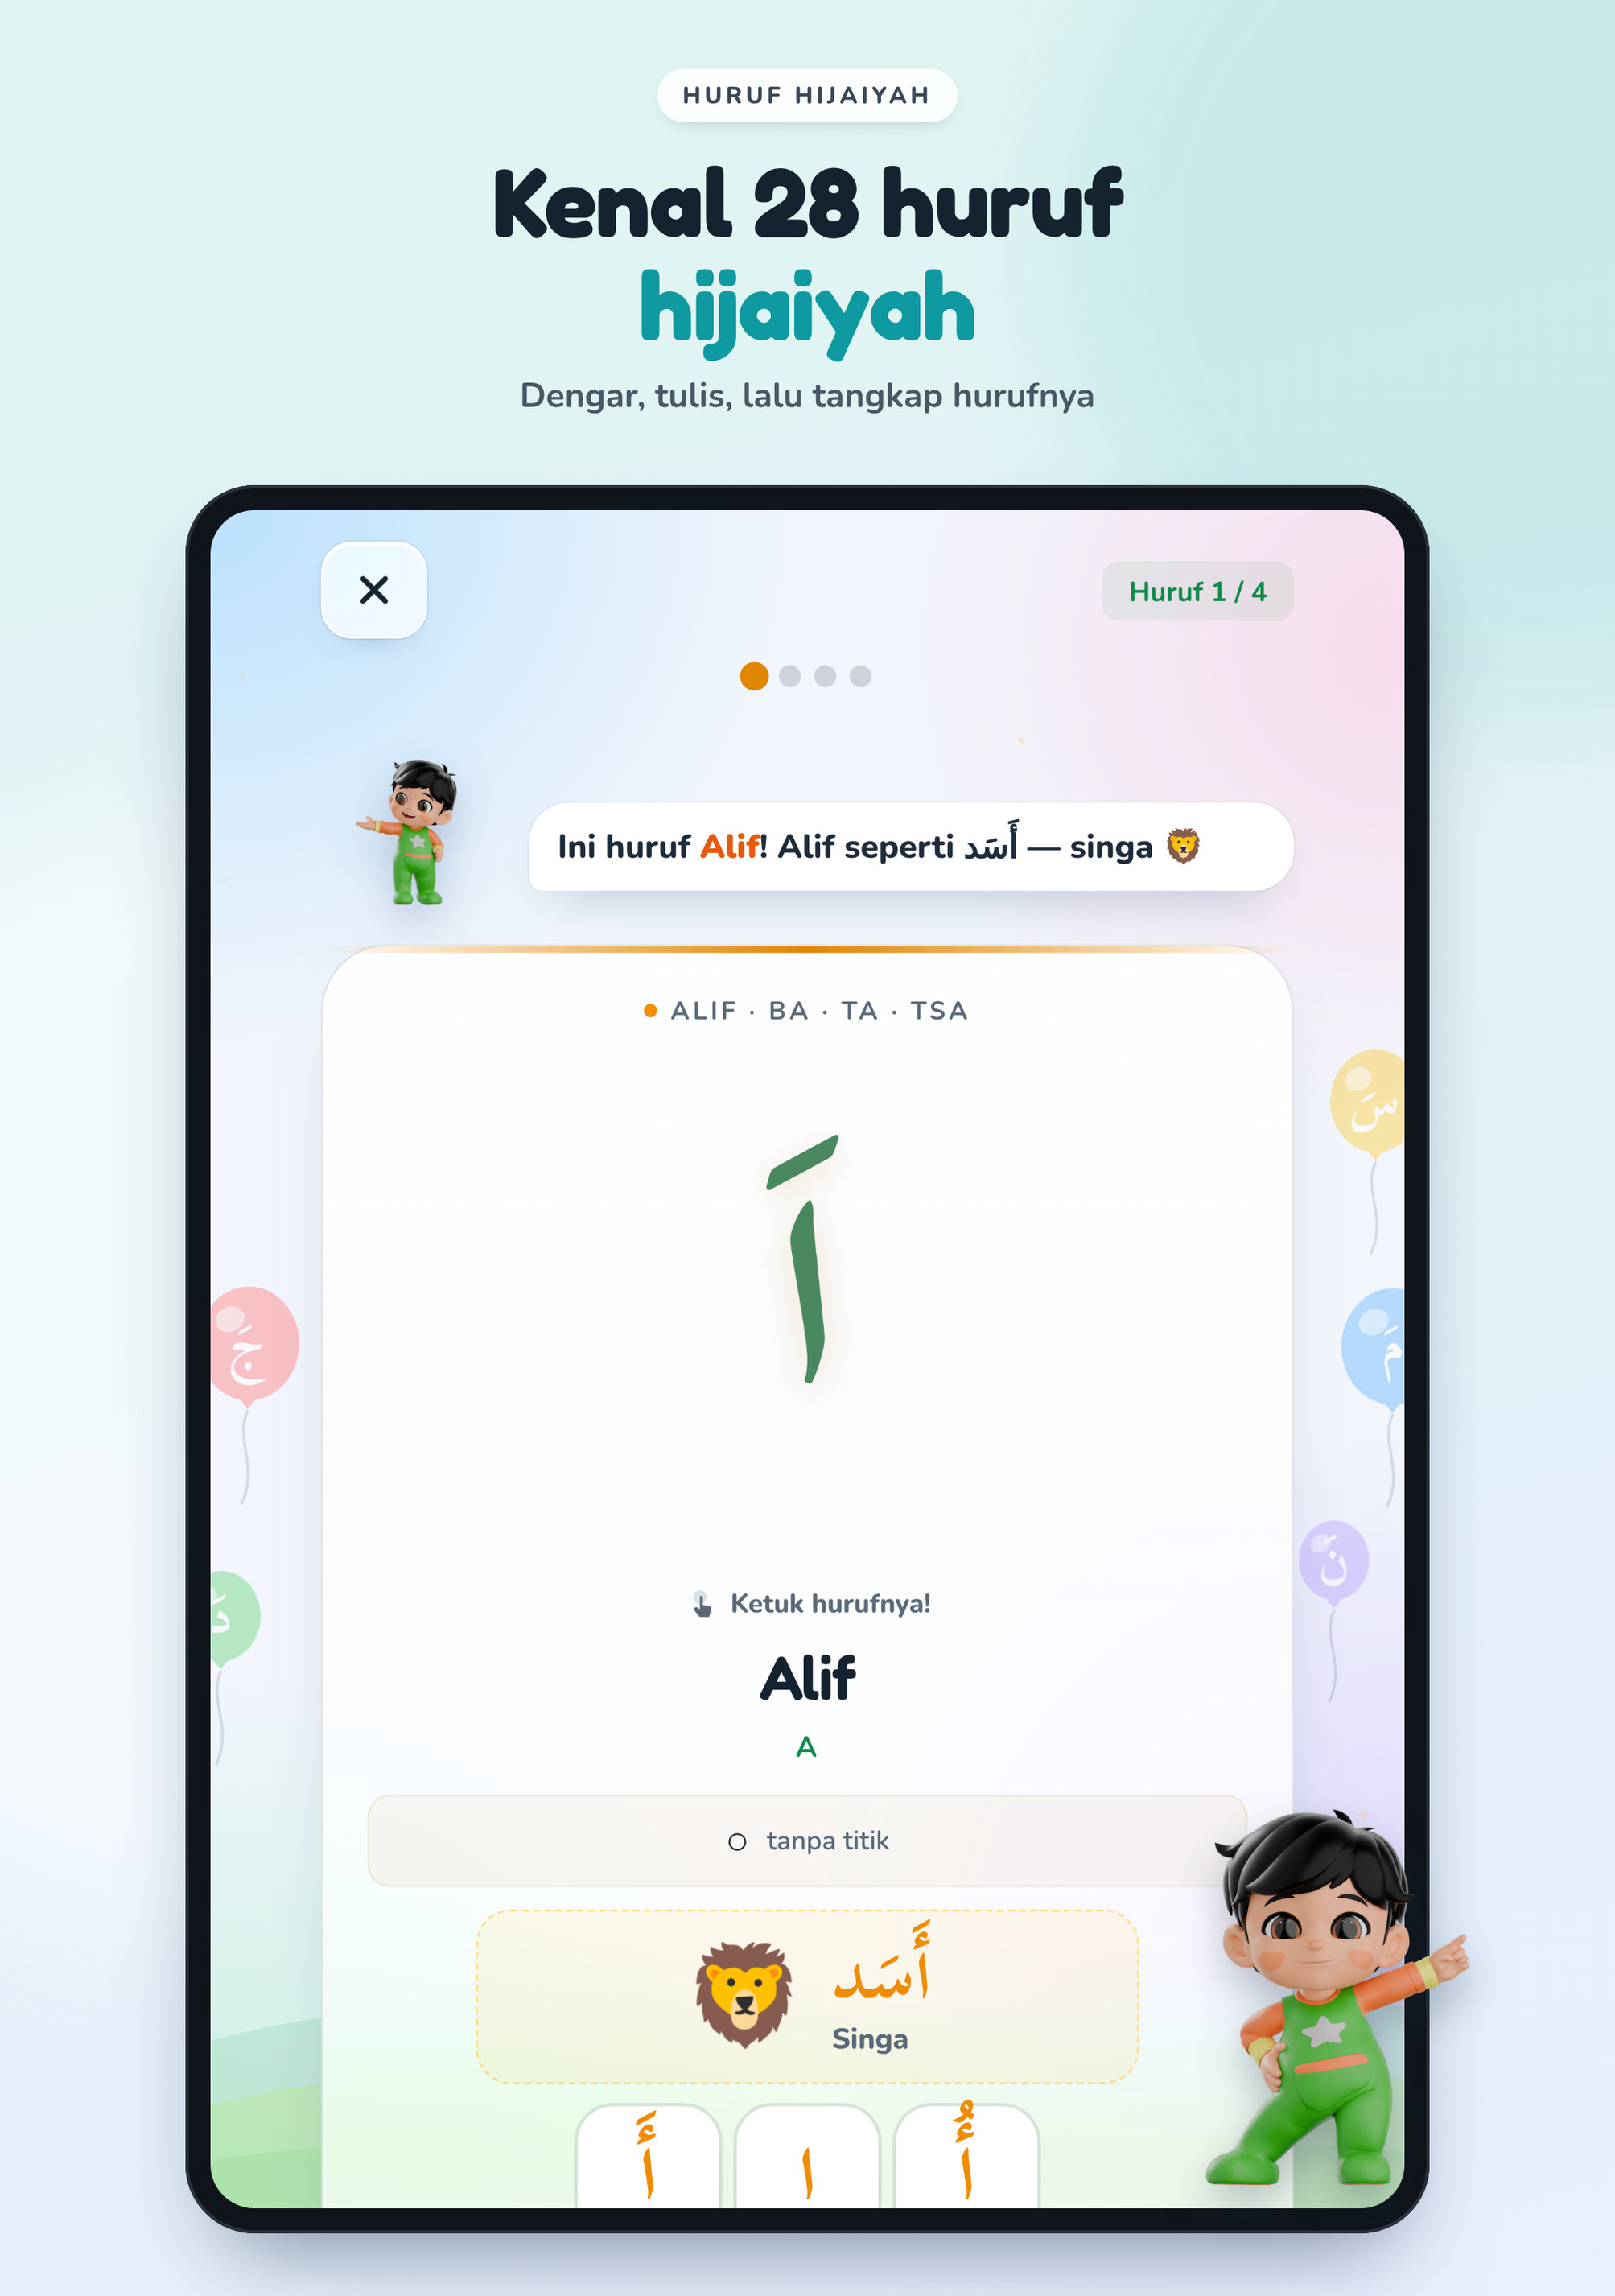 HURUF HIJAIYAH
Kenal 28 huruf
hijaiyah
Dengar, tulis, lalu tangkap hurufnya
Huruf 1 / 4
Ini huruf Alif! Alif seperti أَسَد — singa 🦁
ALIF · BA · TA · TSA
سَ
اَ
جَ
مَ
نَ
دَ
Ketuk hurufnya!
Alif
A
tanpa titik
أَسَد
Singa
أَ ا أُ